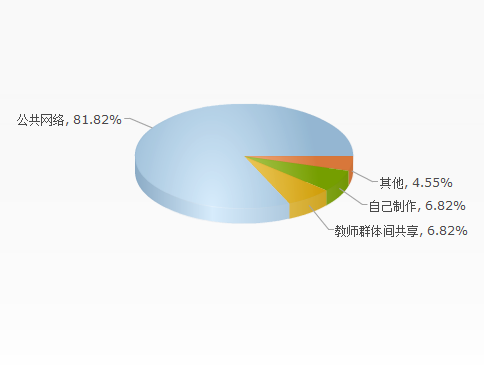 公共网络, 81.82%
其他, 4.55%
自己制作, 6.82%
教师群体间共享, 6.82%